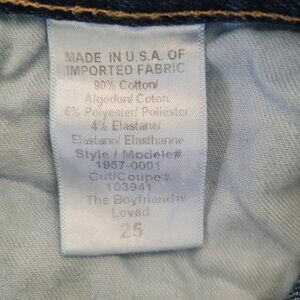 MADE IN U.S.A. OF
IMPORTED FABRIC
90% Cotton/
Algodon/ Coton
6% Polyester/ Poliester
4% Elastane/
Elastano/ Elasthanne
Style / Modele#
1957-0001
Cut/Coupe#
103941
The Boyfriend™
Loved
25